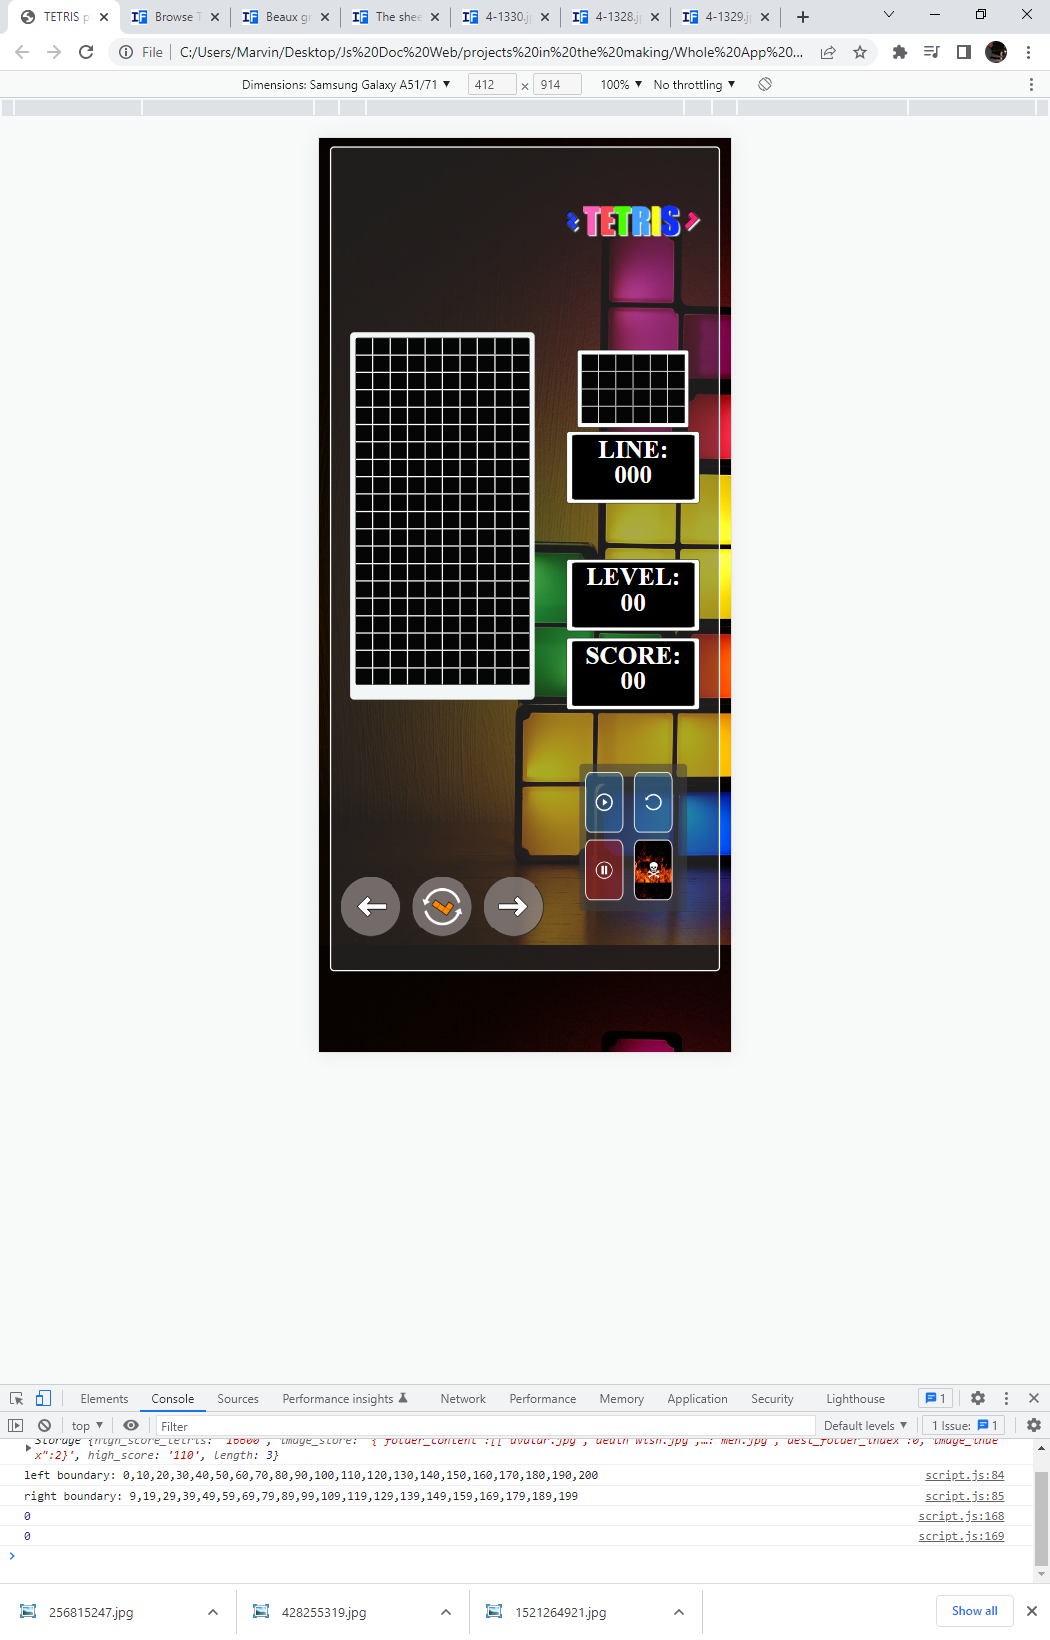 TETRIS p
Browse T
Beaux gr
The shee
4-1330.j
4-1328.j
4-1329.j
File
C:/Users/Marvin/Desktop/Js%20Doc%20Web/projects%20in%20the%20making/Whole%20App%20...
Dimensions: Samsung Galaxy A51/71
412
×
914
100%
No throttling
TETRIS
LINE:
000
LEVEL:
00
SCORE:
00
Elements
Console
Sources
Performance insights
Network
Performance
Memory
Application
Security
Lighthouse
1
top
Filter
Default levels
1 Issue:
1
Storage {high_score_tetris: '16600', image_store: '{"folder_content":[["avatar.jpg","death wish.jpg",…: men.jpg","dest_folder_index":0,"image_inde
x":2}', high_score: '110', length: 3}
left boundary: 0,10,20,30,40,50,60,70,80,90,100,110,120,130,140,150,160,170,180,190,200
script.js:84
right boundary: 9,19,29,39,49,59,69,79,89,99,109,119,129,139,149,159,169,179,189,199
script.js:85
0
script.js:168
0
script.js:169
256815247.jpg
428255319.jpg
1521264921.jpg
Show all